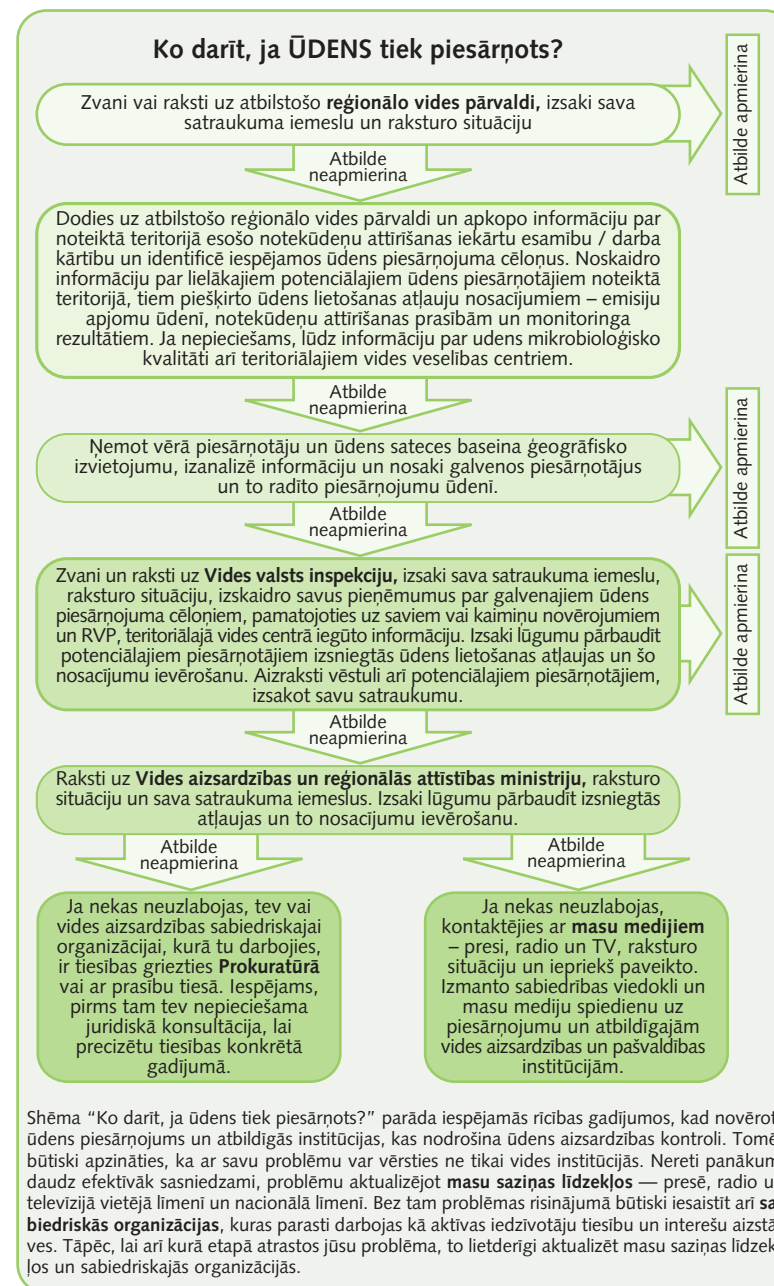 Ko darīt, ja ŪDENS tiek piesārņots?
Zvani vai raksti uz atbilstošo reģionālo vides pārvaldi, izsaki sava
satraukuma iemeslu un raksturo situāciju
Atbilde apmierina
Atbilde
neapmierina
Dodies uz atbilstošo reģionālo vides pārvaldi un apkopo informāciju par
noteiktā teritorijā esošo notekūdeņu attīrīšanas iekārtu esamību / darba
kārtību un identificē iespējamos ūdens piesārņojuma cēloņus. Noskaidro
informāciju par lielākajiem potenciālajiem ūdens piesārņotājiem noteiktā
teritorijā, tiem piešķirto ūdens lietošanas atļauju nosacījumiem – emisiju
apjomu ūdenī, notekūdeņu attīrīšanas prasībām un monitoringa
rezultātiem. Ja nepieciešams, lūdz informāciju par udens mikrobioloģisko
kvalitāti arī teritoriālajiem vides veselības centriem.
Atbilde
neapmierina
Ņemot vērā piesārņotāju un ūdens sateces baseina ģeogrāfisko
izvietojumu, izanalizē informāciju un nosaki galvenos piesārņotājus
un to radīto piesārņojumu ūdenī.
Atbilde apmierina
Atbilde
neapmierina
Zvani un raksti uz Vides valsts inspekciju, izsaki sava satraukuma iemeslu,
raksturo situāciju, izskaidro savus pieņēmumus par galvenajiem ūdens
piesārņojuma cēloņiem, pamatojoties uz saviem vai kaimiņu novērojumiem
un RVP, teritoriālajā vides centrā iegūto informāciju. Izsaki lūgumu pārbaudīt
potenciālajiem piesārņotājiem izsniegtās ūdens lietošanas atļaujas un šo
nosacījumu ievērošanu. Aizraksti vēstuli arī potenciālajiem piesārņotājiem,
izsakot savu satraukumu.
Atbilde apmierina
Atbilde
neapmierina
Raksti uz Vides aizsardzības un reģionālās attīstības ministriju, raksturo
situāciju un sava satraukuma iemeslus. Izsaki lūgumu pārbaudīt izsniegtās
atļaujas un to nosacījumu ievērošanu.
Atbilde
neapmierina
Ja nekas neuzlabojas, tev vai
vides aizsardzības sabiedriskajai
organizācijai, kurā tu darbojies,
ir tiesības griezties Prokuratūrā
vai ar prasību tiesā. Iespējams,
pirms tam tev nepieciešama
juridiskā konsultācija, lai
precizētu tiesības konkrētā
gadījumā.
Atbilde
neapmierina
Ja nekas neuzlabojas,
kontaktējies ar masu medijiem
– presi, radio un TV, raksturo
situāciju un iepriekš paveikto.
Izmanto sabiedrības viedokli un
masu mediju spiedienu uz
piesārņojumu un atbildīgajām
vides aizsardzības un pašvaldības
institūcijām.
Shēma “Ko darīt, ja ūdens tiek piesārņots?” parāda iespējamās rīcības gadījumos, kad novērots
ūdens piesārņojums un atbildīgās institūcijas, kas nodrošina ūdens aizsardzības kontroli. Tomē
būtiski apzināties, ka ar savu problēmu var vērsties ne tikai vides institūcijās. Nereti panākum
daudz efektīvāk sasniedzami, problēmu aktualizējot masu saziņas līdzekļos — presē, radio u
televīzijā vietējā līmenī un nacionālā līmenī. Bez tam problēmas risinājumā būtiski iesaistīt arī sa
biedriskās organizācijas, kuras parasti darbojas kā aktīvas iedzīvotāju tiesību un interešu aizstā
ves. Tāpēc, lai arī kurā etapā atrastos jūsu problēma, to lietderīgi aktualizēt masu saziņas līdzek
ļos un sabiedriskajās organizācijās.